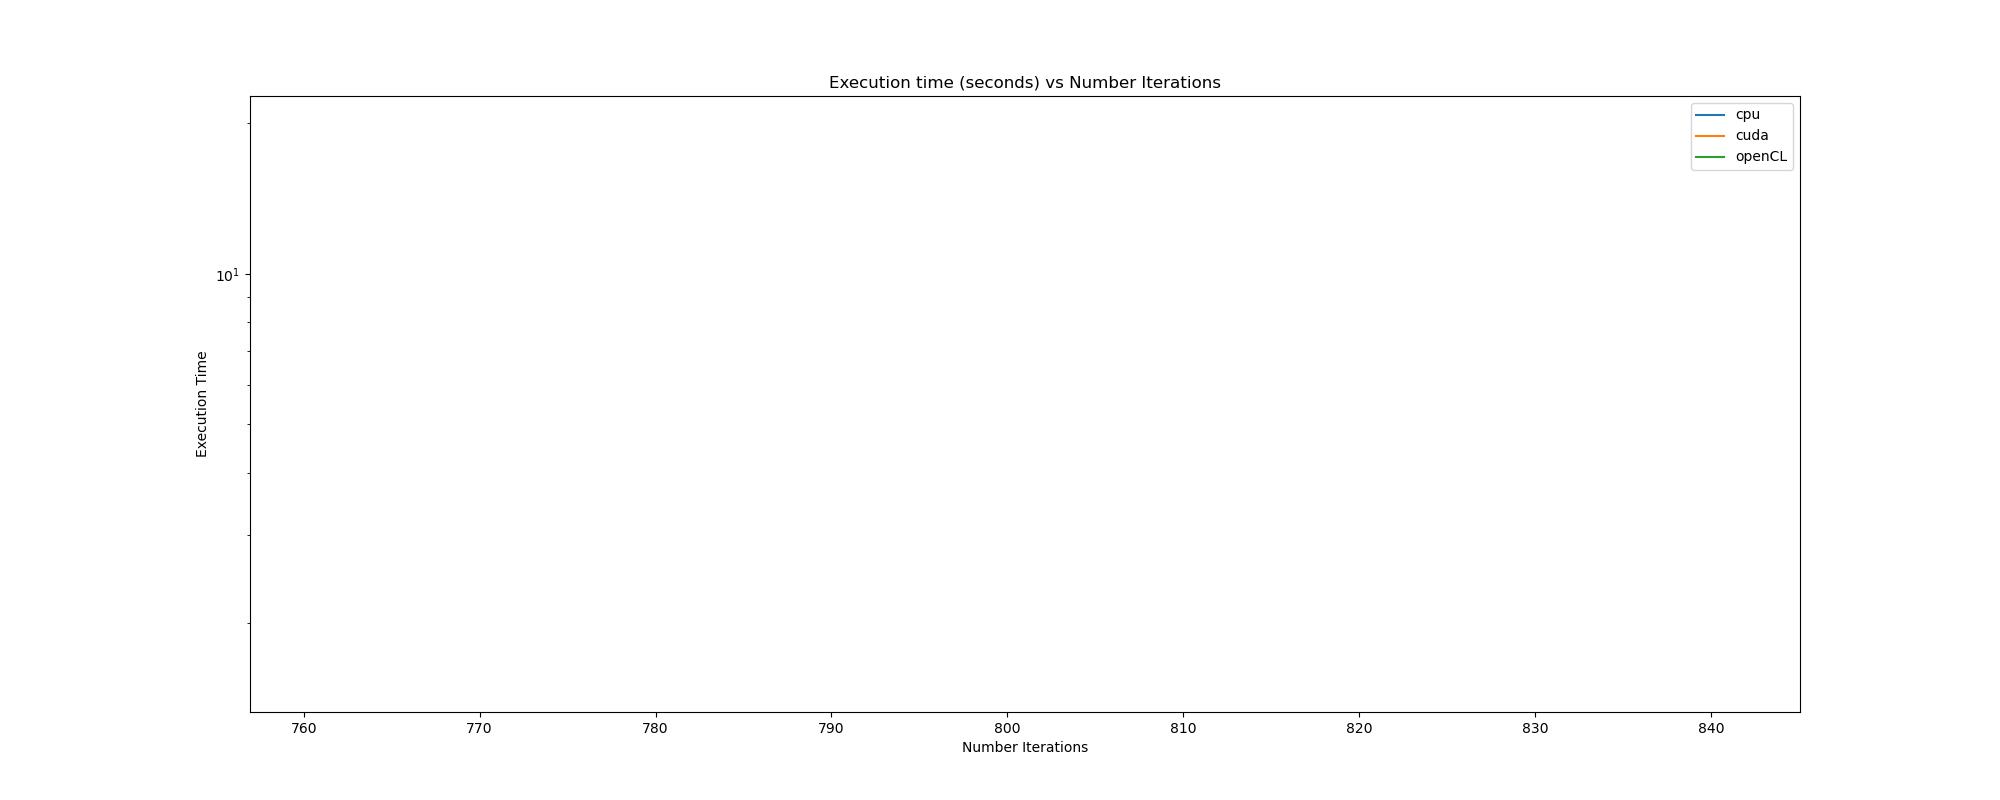 Execution time (seconds) vs Number Iterations
cpu
cuda
openCL
10¹
Execution Time
760 770 780 790 800 810 820 830 840
Number Iterations